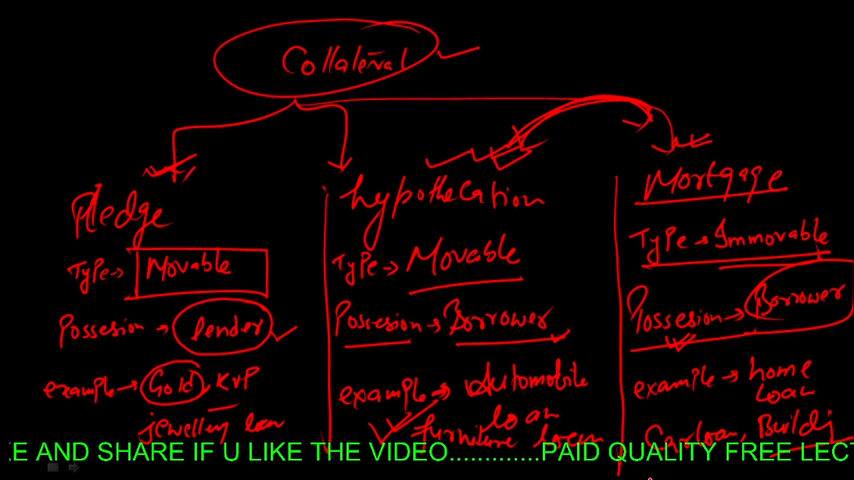 Collateral
Pledge
Type → Movable
Possesion → lender
example → Gold, KVP
jewellery loan
hypothecation
Type → Movable
Possesion → Borrower
example → Automobile
loan
furniture loan
Mortgage
Type → Immovable
Possesion → Borrower
example → home
loan
loan, Buildi
E AND SHARE IF U LIKE THE VIDEO.............PAID QUALITY FREE LECT